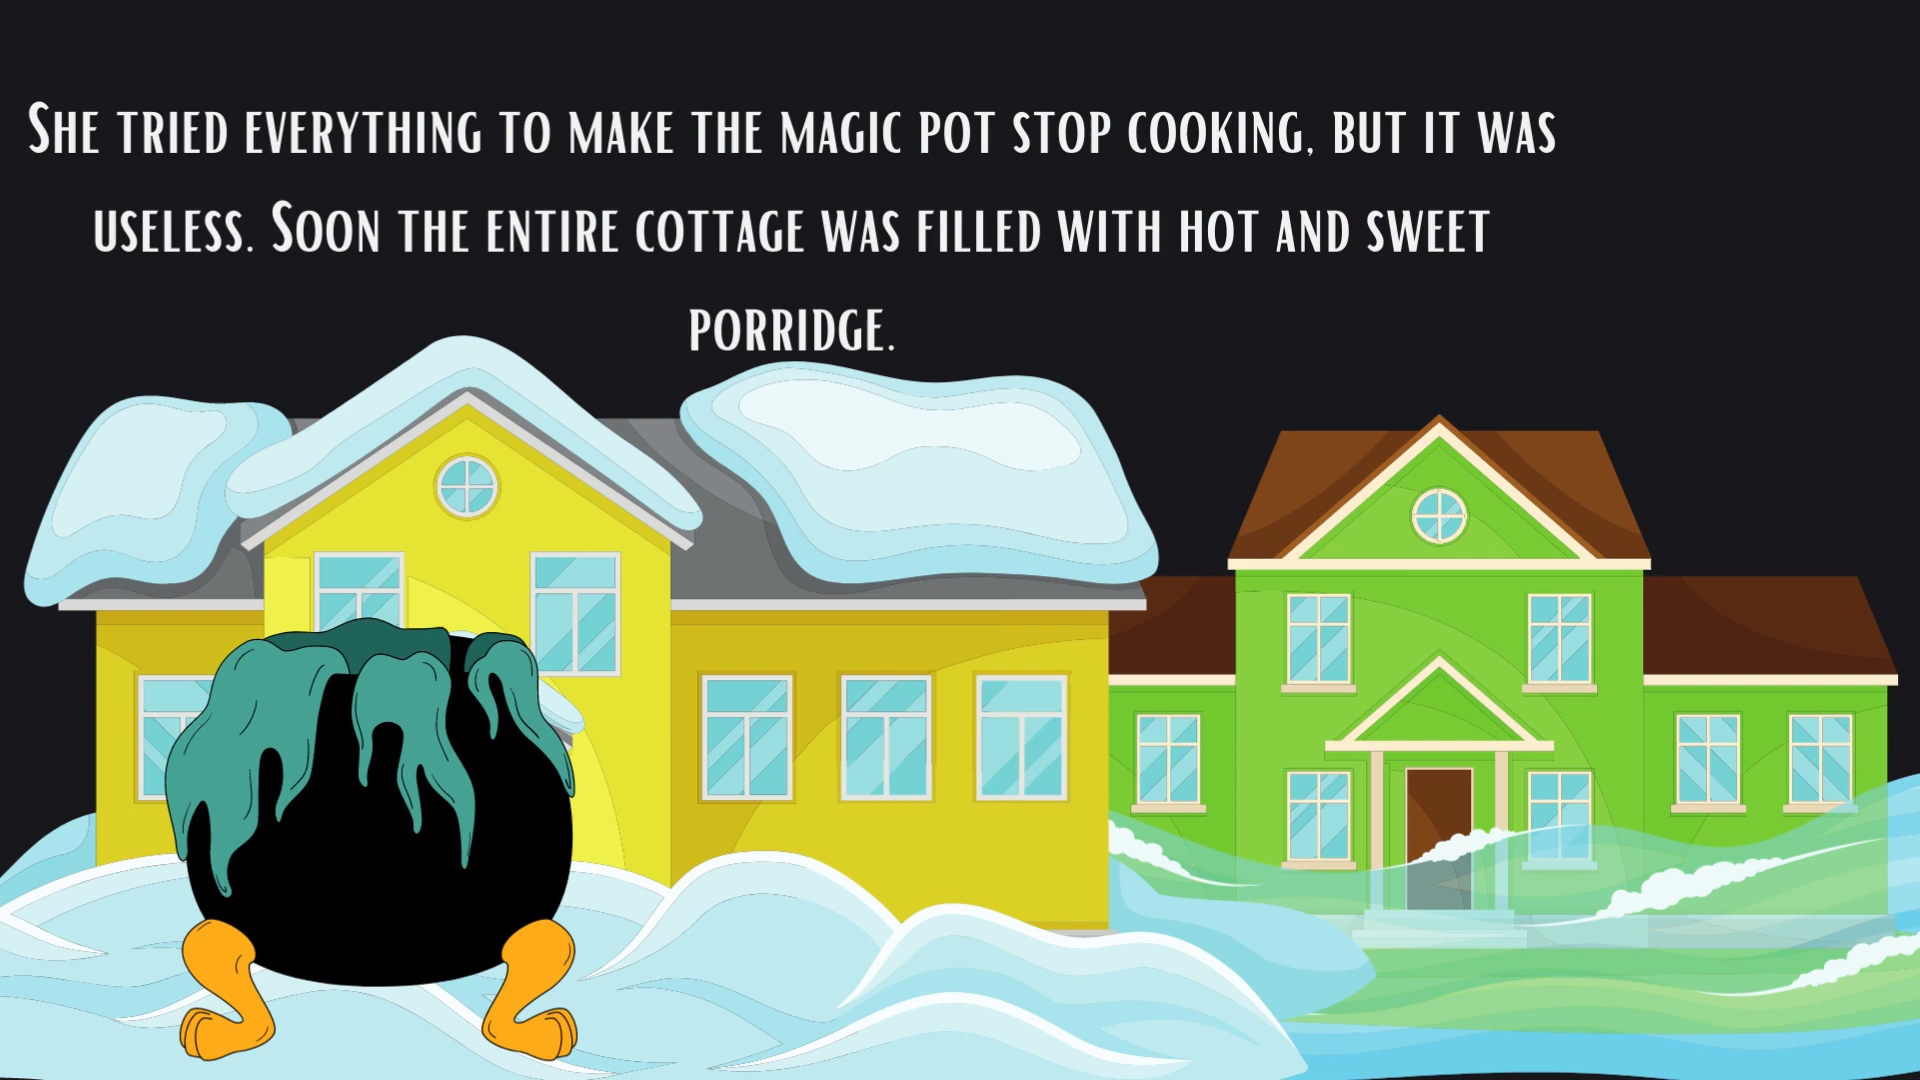 She tried everything to make the magic pot stop cooking, but it was
useless. Soon the entire cottage was filled with hot and sweet
porridge.